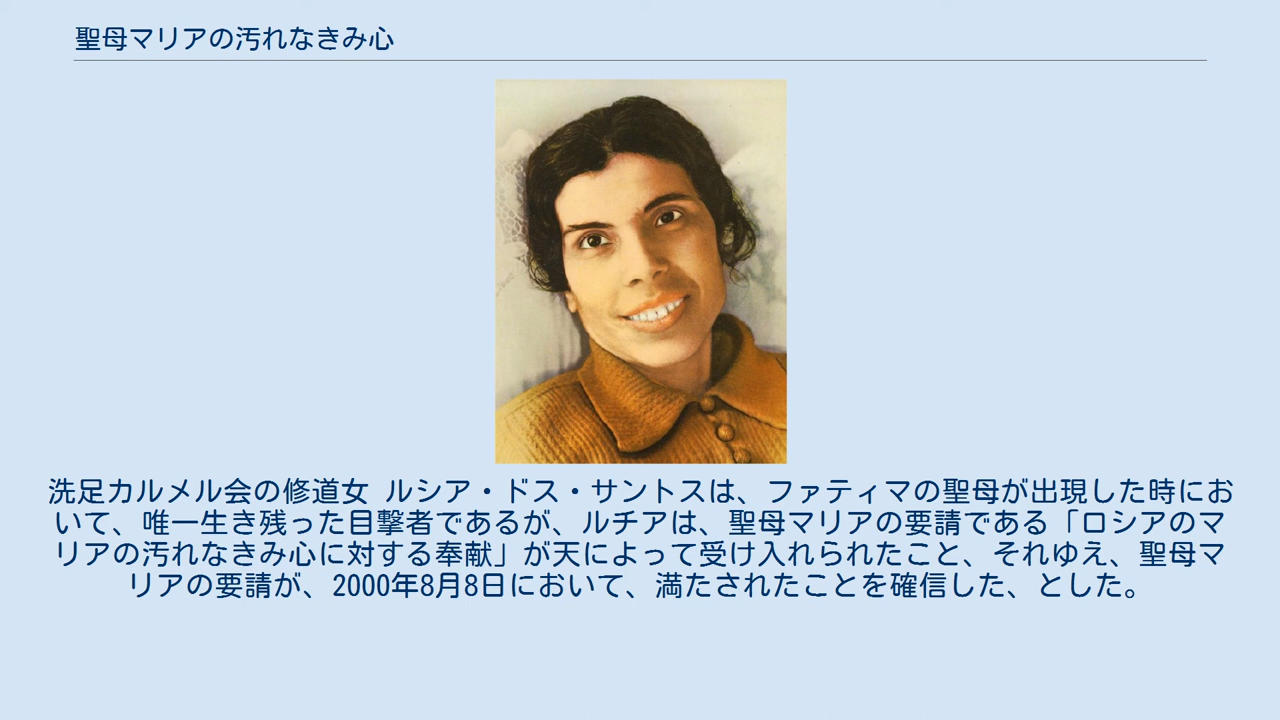 聖母マリアの汚れなきみ心
洗足カルメル会の修道女 ルシア・ドス・サントスは、ファティマの聖母が出現した時にお
いて、唯一生き残った目撃者であるが、ルチアは、聖母マリアの要請である「ロシアのマ
リアの汚れなきみ心に対する奉献」が天によって受け入れられたこと、それゆえ、聖母マ
リアの要請が、2000年8月8日において、満たされたことを確信した、とした。